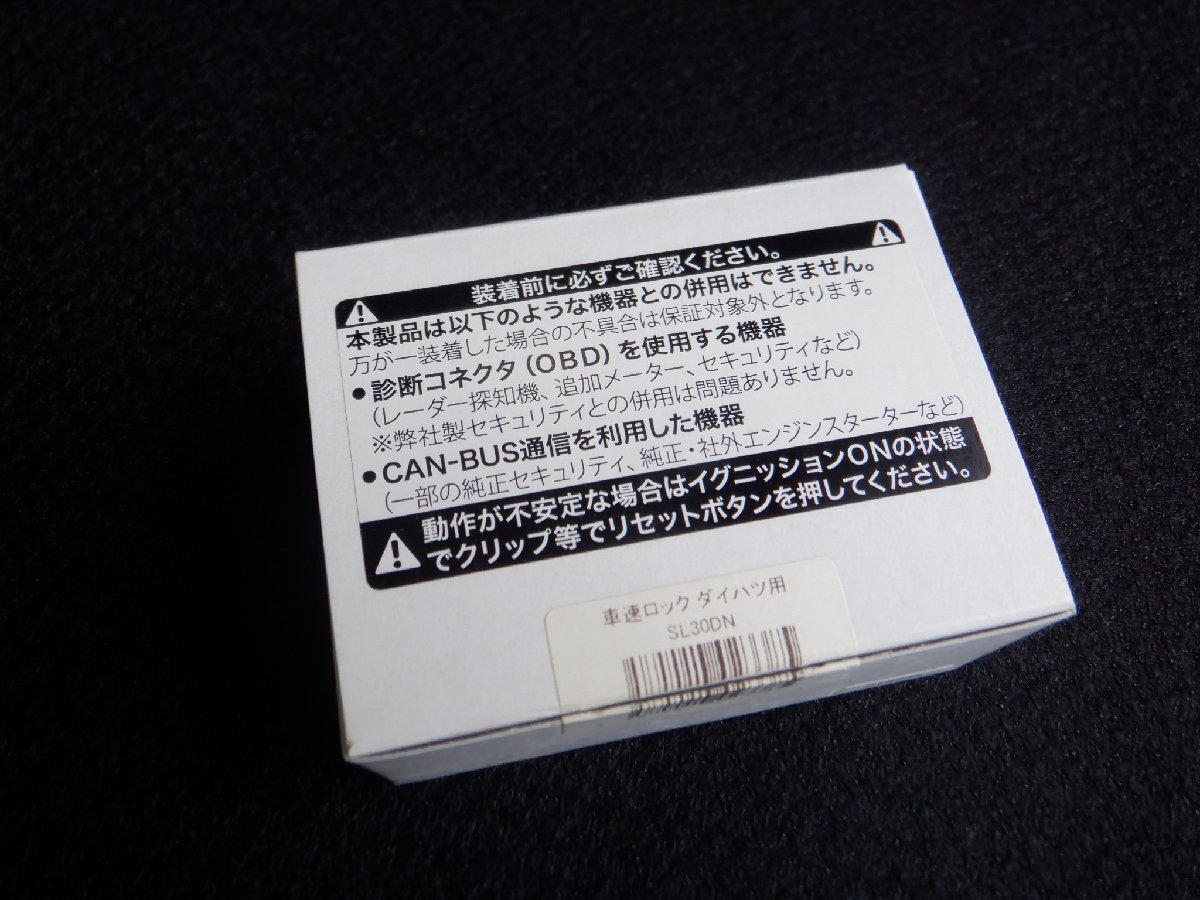 装着前に必ずご確認ください。
本製品は以下のような機器との併用はできません。
万が一装着した場合の不具合は保証対象外となります。
●診断コネクタ(OBD)を使用する機器
(レーダー探知機、追加メーター、セキュリティなど)
※弊社製セキュリティとの併用は問題ありません。
●CAN-BUS通信を利用した機器
(一部の純正セキュリティ、純正・社外エンジンスターターなど)
動作が不安定な場合はイグニッションONの状態
でクリップ等でリセットボタンを押してください。
車速ロック ダイハツ用
SL30DN